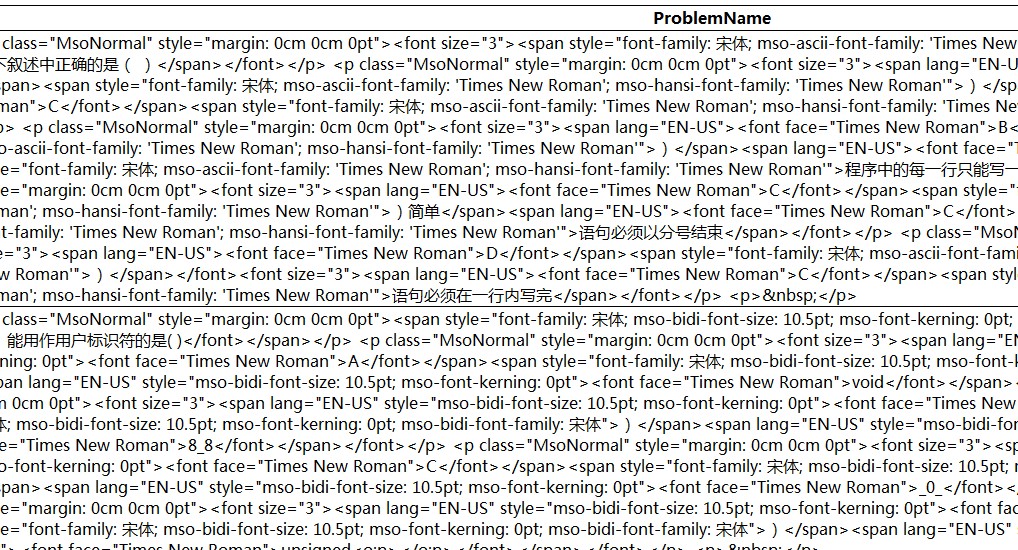 ProblemName
class="MsoNormal" style="margin: 0cm 0cm 0pt"><font size="3"><span style="font-family: 宋体; mso-ascii-font-family: 'Times New
下叙述中正确的是（ ）</span></font></p> <p class="MsoNormal" style="margin: 0cm 0cm 0pt"><font size="3"><span lang="EN-U
span><span style="font-family: 宋体; mso-ascii-font-family: 'Times New Roman'; mso-hansi-font-family: 'Times New Roman'">）</sp
man">C</font></span><span style="font-family: 宋体; mso-ascii-font-family: 'Times New Roman'; mso-hansi-font-family: 'Times New
p> <p class="MsoNormal" style="margin: 0cm 0cm 0pt"><font size="3"><span lang="EN-US"><font face="Times New Roman">B<
o-ascii-font-family: 'Times New Roman'; mso-hansi-font-family: 'Times New Roman'">）</span><span lang="EN-US"><font face="T
e="font-family: 宋体; mso-ascii-font-family: 'Times New Roman'; mso-hansi-font-family: 'Times New Roman'">程序中的每一行只能写一
e="margin: 0cm 0cm 0pt"><font size="3"><span lang="EN-US"><font face="Times New Roman">C</font></span><span style="
man'; mso-hansi-font-family: 'Times New Roman'">）简单</span><span lang="EN-US"><font face="Times New Roman">C</font>
t-family: 'Times New Roman'; mso-hansi-font-family: 'Times New Roman'">语句必须以分号结束</span></font></p> <p class="MsoN
e="3"><span lang="EN-US"><font face="Times New Roman">D</font></span><span style="font-family: 宋体; mso-ascii-fami
w Roman'">）</span></font><font size="3"><span lang="EN-US"><font face="Times New Roman">C</font></span><span style
man'; mso-hansi-font-family: 'Times New Roman'">语句必须在一行内写完</span></font></p> <p>&nbsp;</p>
class="MsoNormal" style="margin: 0cm 0cm 0pt"><span style="font-family: 宋体; mso-bidi-font-size: 10.5pt; mso-font-kerning: 0pt;
，能用作用户标识符的是( )</font></span></p> <p class="MsoNormal" style="margin: 0cm 0cm 0pt"><font size="3"><span lang="EN
rning: 0pt"><font face="Times New Roman">A</font></span><span style="font-family: 宋体; mso-bidi-font-size: 10.5pt; mso-font-k
pan lang="EN-US" style="mso-bidi-font-size: 10.5pt; mso-font-kerning: 0pt"><font face="Times New Roman">void</font></span><
m 0cm 0pt"><font size="3"><span lang="EN-US" style="mso-bidi-font-size: 10.5pt; mso-font-kerning: 0pt"><font face="Times New
; mso-bidi-font-size: 10.5pt; mso-font-kerning: 0pt; mso-bidi-font-family: 宋体">）</span><span lang="EN-US" style="mso-bidi-fon
e="Times New Roman">8_8</font></span></font></p> <p class="MsoNormal" style="margin: 0cm 0cm 0pt"><font size="3"><sp
o-font-kerning: 0pt"><font face="Times New Roman">C</font></span><span style="font-family: 宋体; mso-bidi-font-size: 10.5pt; m
span><span lang="EN-US" style="mso-bidi-font-size: 10.5pt; mso-font-kerning: 0pt"><font face="Times New Roman">_0_</font></
e="margin: 0cm 0cm 0pt"><font size="3"><span lang="EN-US" style="mso-bidi-font-size: 10.5pt; mso-font-kerning: 0pt"><font fac
e="font-family: 宋体; mso-bidi-font-size: 10.5pt; mso-font-kerning: 0pt; mso-bidi-font-family: 宋体">）</span><span lang="EN-US"
"><font face="Times New Roman">unsigned<o:p></o:p></font></span></font></p> <p>&nbsp;</p>